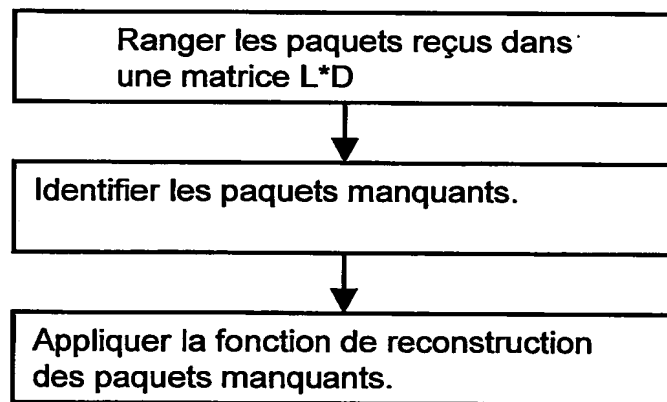 Ranger les paquets reçus dans
une matrice L*D
Identifier les paquets manquants.
Appliquer la fonction de reconstruction
des paquets manquants.